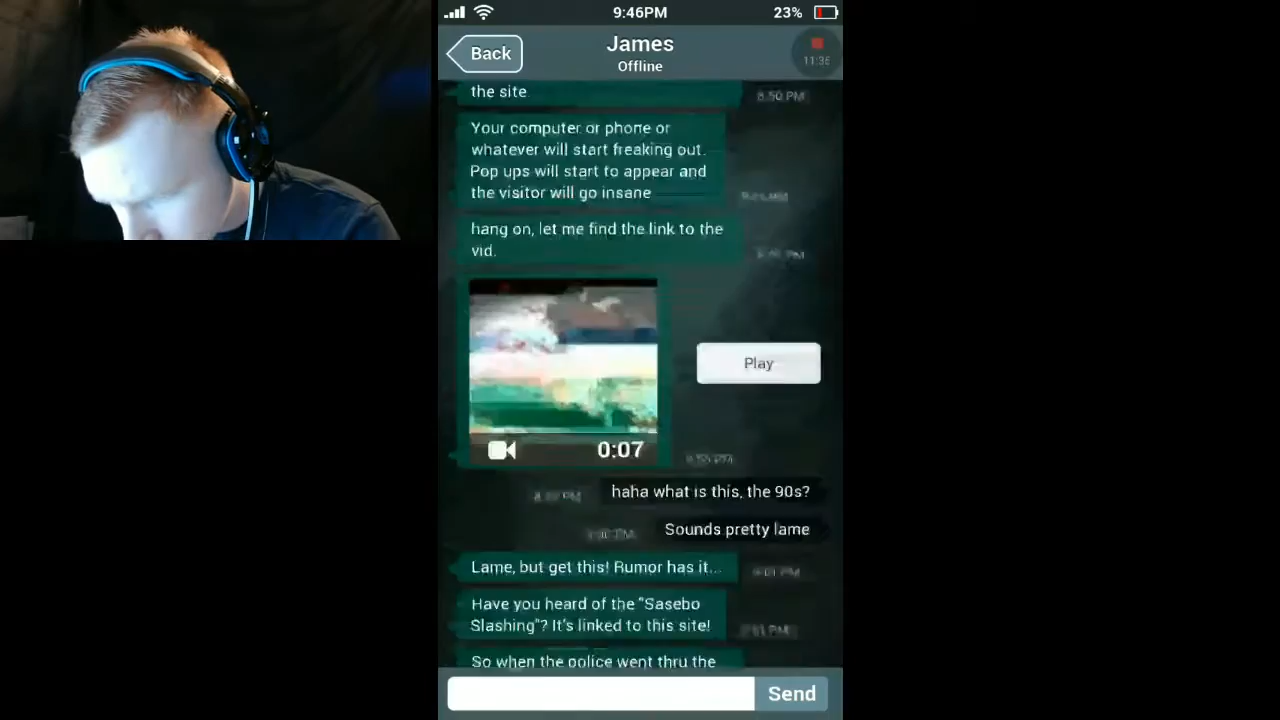 9:46PM
23%
Back
James
Offline
11:36
the site.
8:50 PM
Your computer or phone or
whatever will start freaking out.
Pop ups will start to appear and
the visitor will go insane
hang on, let me find the link to the
vid.
Play
0:07
haha what is this, the 90s?
Sounds pretty lame
Lame, but get this! Rumor has it...
Have you heard of the "Sasebo
Slashing"? It's linked to this site!
So when the police went thru the
Send